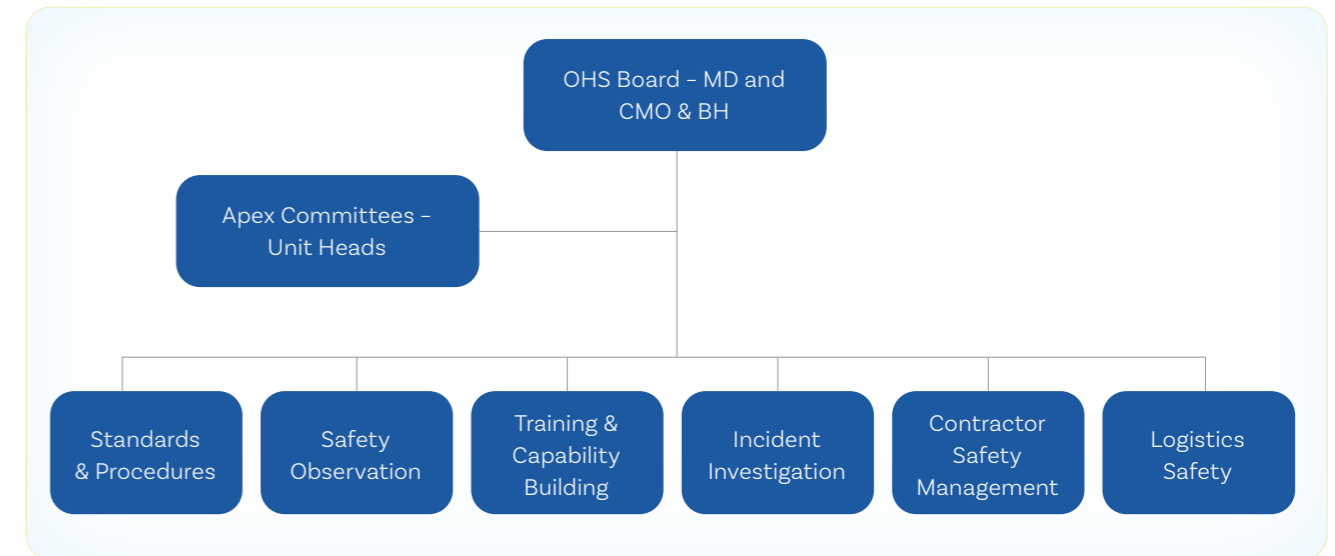 OHS Board – MD and
CMO & BH
Apex Committees –
Unit Heads
Standards
& Procedures
Safety
Observation
Training &
Capability
Building
Incident
Investigation
Contractor
Safety
Management
Logistics
Safety